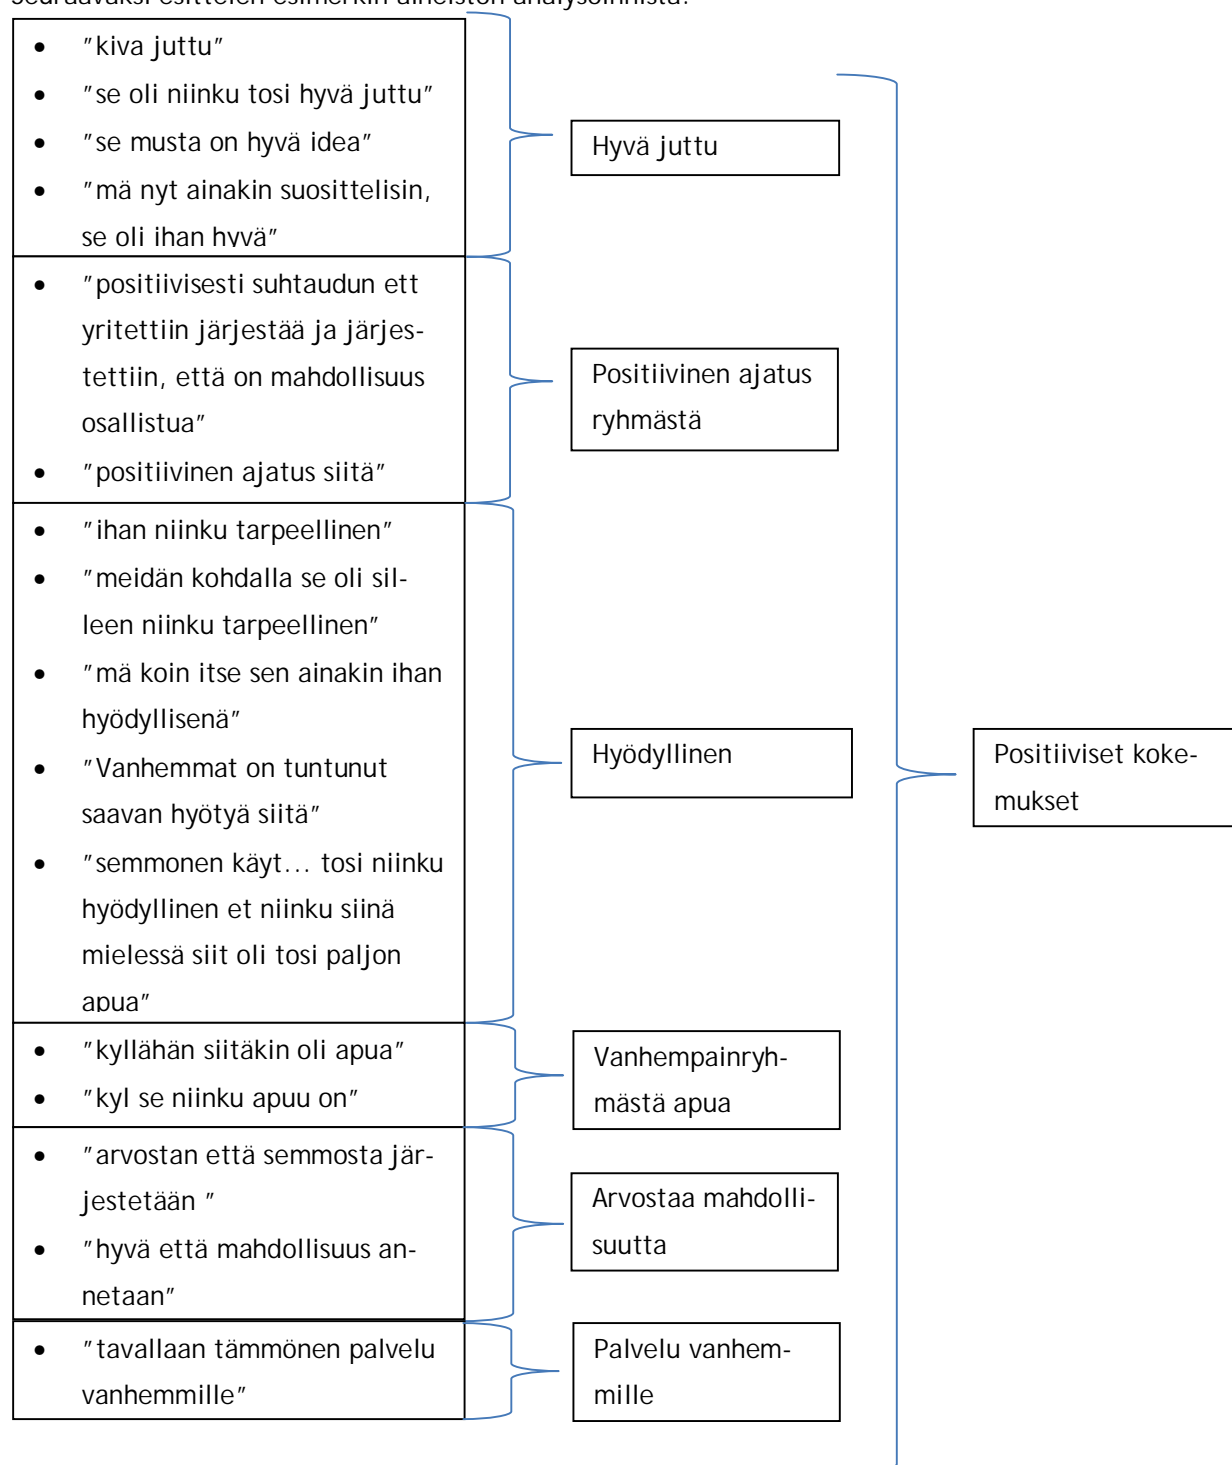 Seuraavaksi esittelen esimerkin aineiston analysoinnista.
• "kiva juttu"
• "se oli niinku tosi hyvä juttu"
• "se musta on hyvä idea"
• "mä nyt ainakin suosittelisin,
se oli ihan hyvä"
Hyvä juttu
• "positiivisesti suhtaudun ett
yritettiin järjestää ja järjes-
tettiin, että on mahdollisuus
osallistua"
• "positiivinen ajatus siitä"
Positiivinen ajatus
ryhmästä
• "ihan niinku tarpeellinen"
• "meidän kohdalla se oli sil-
leen niinku tarpeellinen"
• "mä koin itse sen ainakin ihan
hyödyllisenä"
• "Vanhemmat on tuntunut
saavan hyötyä siitä"
• "semmonen käyt... tosi niinku
hyödyllinen et niinku siinä
mielessä siit oli tosi paljon
apua"
Hyödyllinen
• "kyllähän siitäkin oli apua"
• "kyl se niinku apuu on"
Vanhempainryh-
mästä apua
• "arvostan että semmosta jär-
jestetään "
• "hyvä että mahdollisuus an-
netaan"
Arvostaa mahdolli-
suutta
• "tavallaan tämmönen palvelu
vanhemmille"
Palvelu vanhem-
mille
Positiiviset koke-
mukset